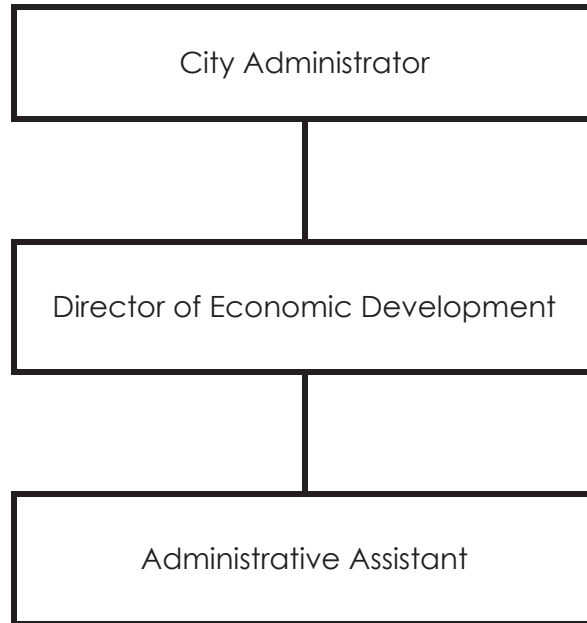 City Administrator
Director of Economic Development
Administrative Assistant